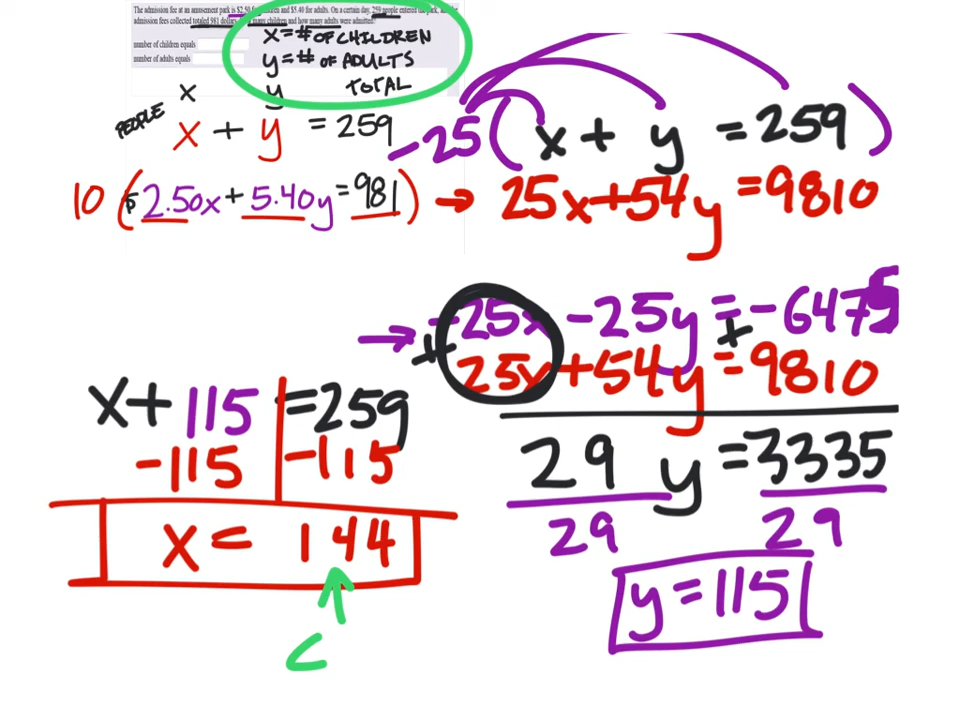 The admission fee at an amusement park is $2.50 for children and $5.40 for adults. On a certain day, 259 people entered the park, and the
admission fees collected totaled 981 dollars. How many children and how many adults were admitted?
number of children equals
number of adults equals
x = # OF CHILDREN
y = # OF ADULTS
x y TOTAL
PEOPLE x + y = 259
10 ($ 2.50x + 5.40y = 981) →
-25 (x + y = 259)
25x + 54y = 9810
→ -25x - 25y = -6475
+ 25x + 54y = 9810 +
29 y = 3335
29 29
y = 115
x + 115 = 259
-115 -115
x = 144
C